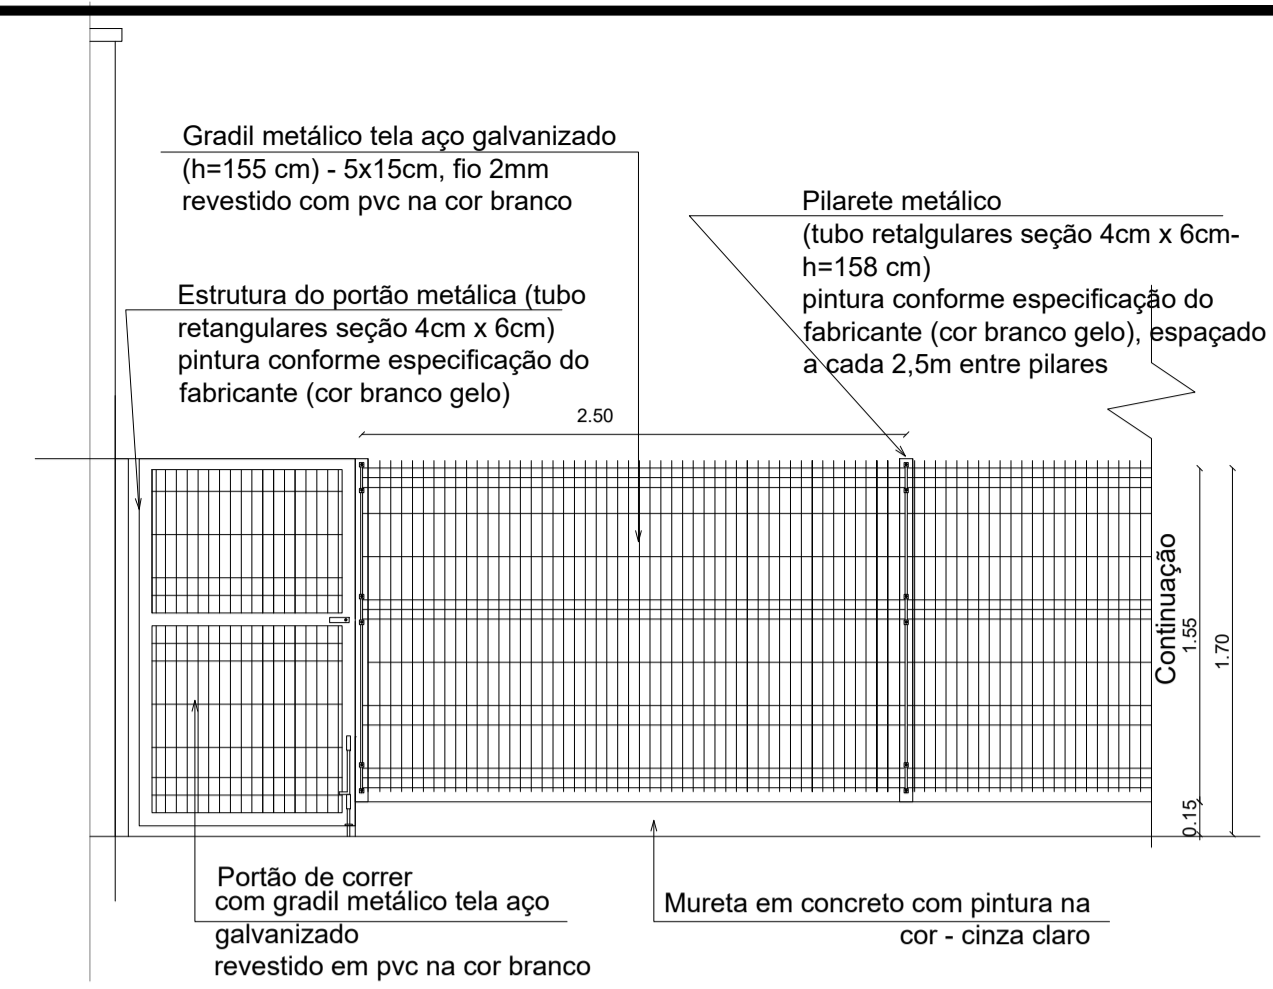 Gradil metálico tela aço galvanizado
(h=155 cm) - 5x15cm, fio 2mm
revestido com pvc na cor branco
Pilarete metálico
(tubo retalgulares seção 4cm x 6cm-
h=158 cm)
pintura conforme especificação do
fabricante (cor branco gelo), espaçado
a cada 2,5m entre pilares
Estrutura do portão metálica (tubo
retangulares seção 4cm x 6cm)
pintura conforme especificação do
fabricante (cor branco gelo)
2.50
Continuação
1.55
1.70
0.15
Portão de correr
com gradil metálico tela aço
galvanizado
revestido em pvc na cor branco
Mureta em concreto com pintura na
cor - cinza claro